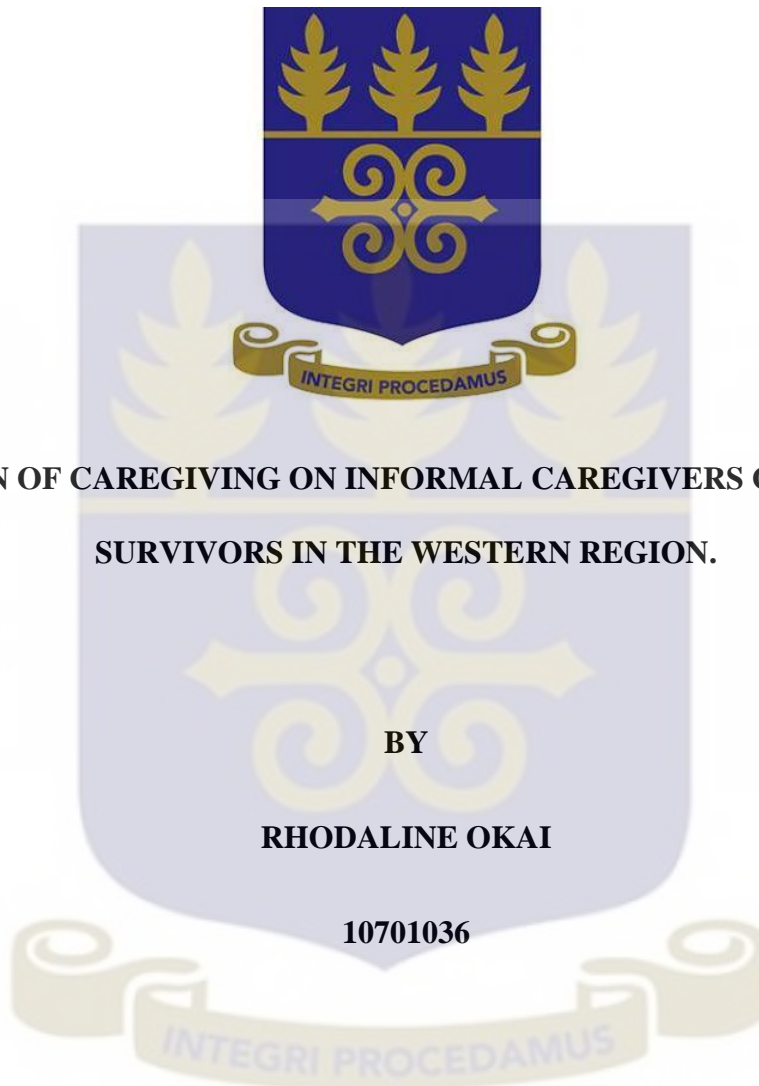 INTEGRI PROCEDAMUS
N OF CAREGIVING ON INFORMAL CAREGIVERS
SURVIVORS IN THE WESTERN REGION.
BY
RHODALINE OKAI
10701036
INTEGRI PROCEDAMUS